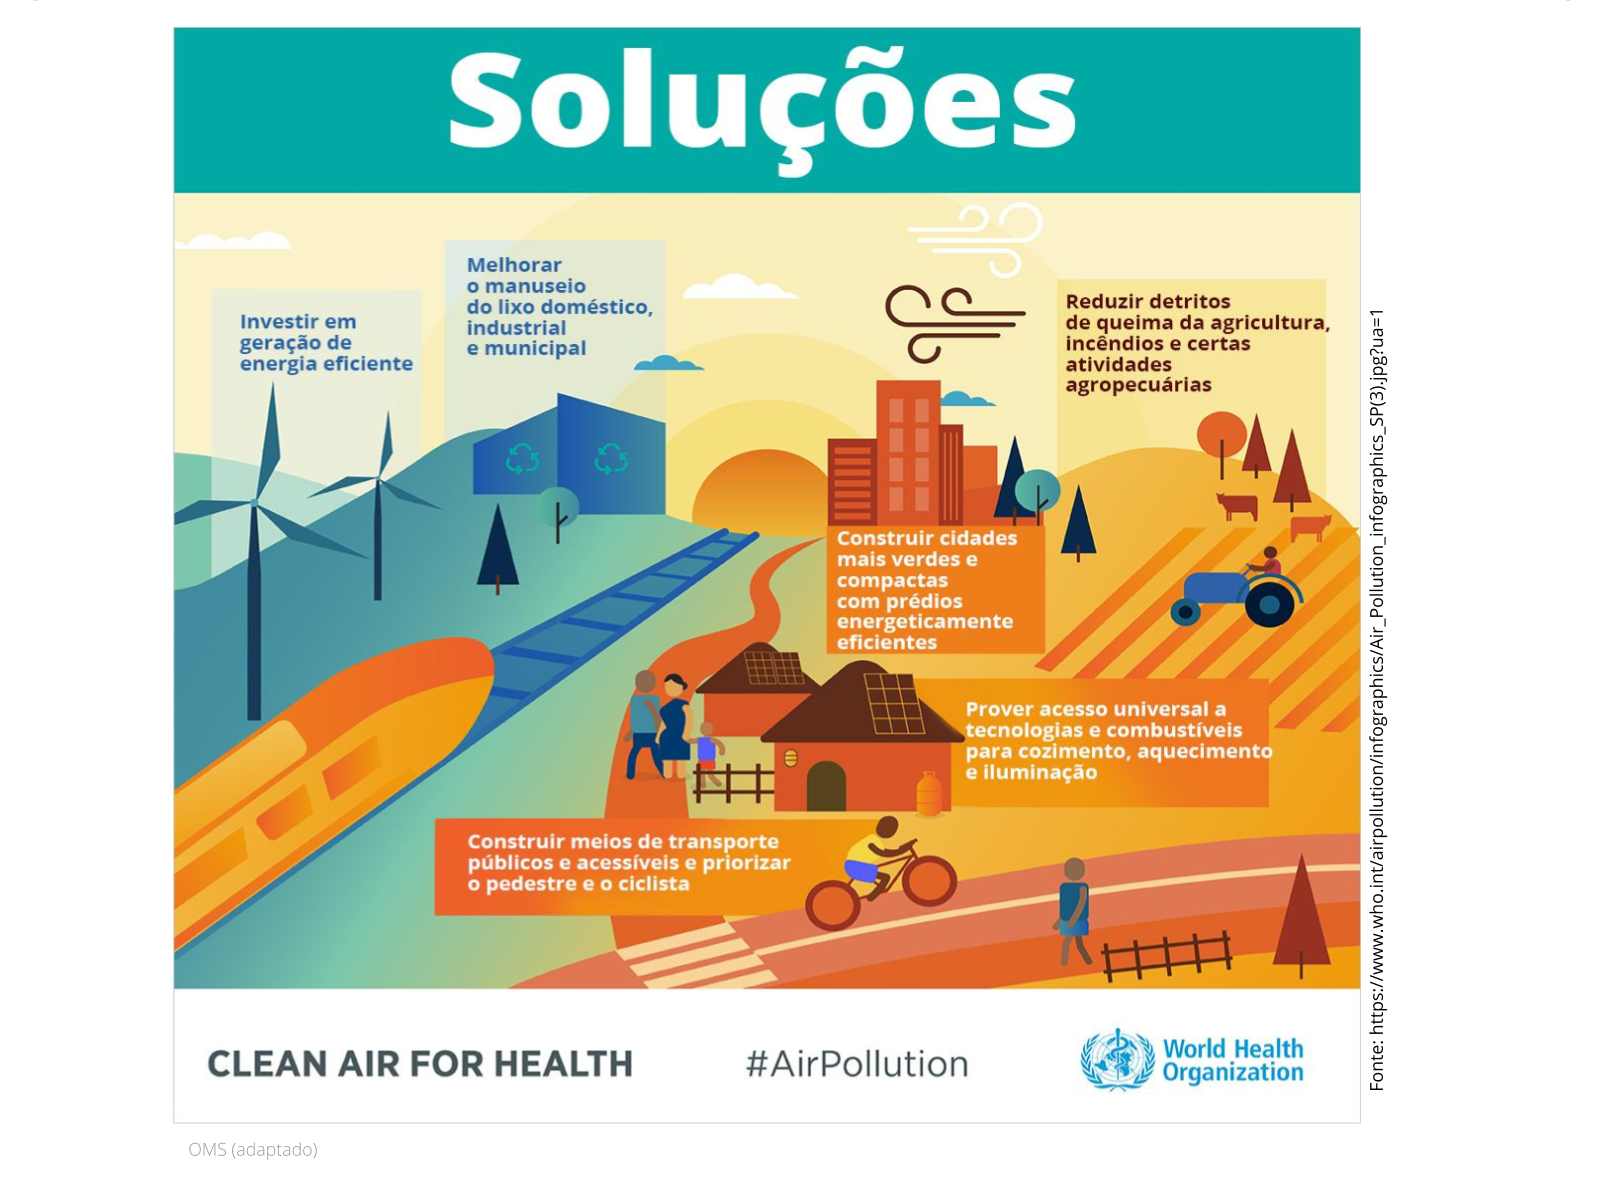 Soluções
Investir em
geração de
energia eficiente
Melhorar
o manuseio
do lixo doméstico,
industrial
e municipal
Reduzir detritos
de queima da agricultura,
incêndios e certas
atividades
agropecuárias
Construir cidades
mais verdes e
compactas
com prédios
energeticamente
eficientes
Prover acesso universal a
tecnologias e combustíveis
para cozimento, aquecimento
e iluminação
Construir meios de transporte
públicos e acessíveis e priorizar
o pedestre e o ciclista
CLEAN AIR FOR HEALTH
#AirPollution
World Health
Organization
OMS (adaptado)
Fonte: https://www.who.int/airpollution/infographics/Air_Pollution_infographics_SP(3).jpg?ua=1